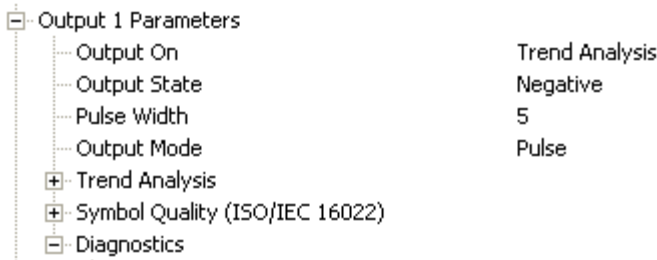 Output 1 Parameters
Output On Trend Analysis
Output State Negative
Pulse Width 5
Output Mode Pulse
Trend Analysis
Symbol Quality (ISO/IEC 16022)
Diagnostics